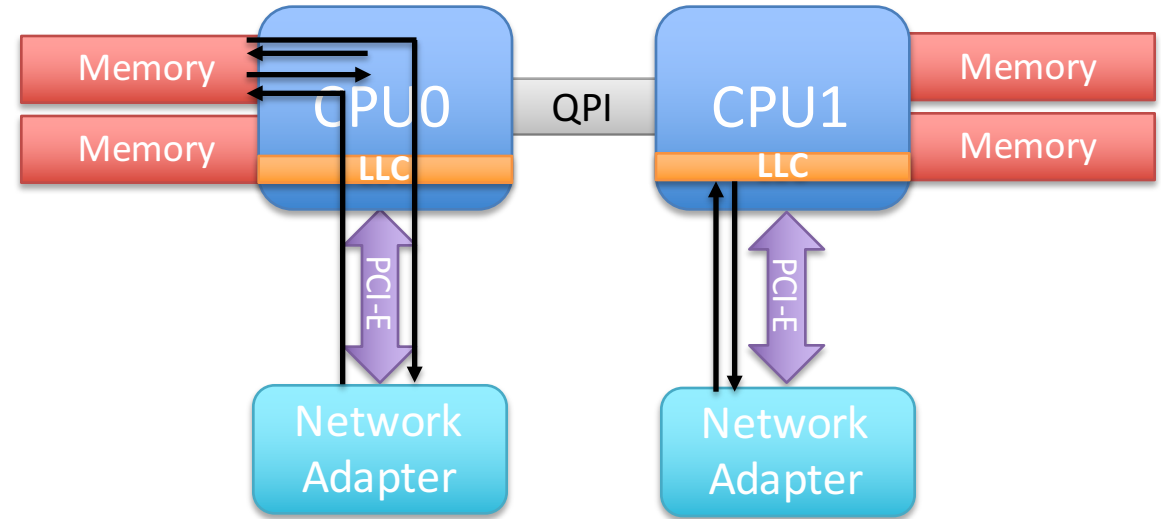 Memory
Memory
CPU0
LLC
QPI
CPU1
LLC
Memory
Memory
PCI-E
PCI-E
Network
Adapter
Network
Adapter